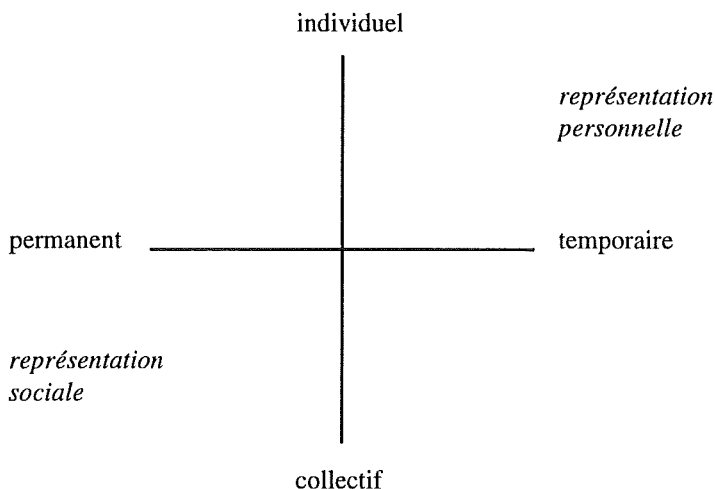 individuel
représentation
personnelle
permanent
temporaire
représentation
sociale
collectif